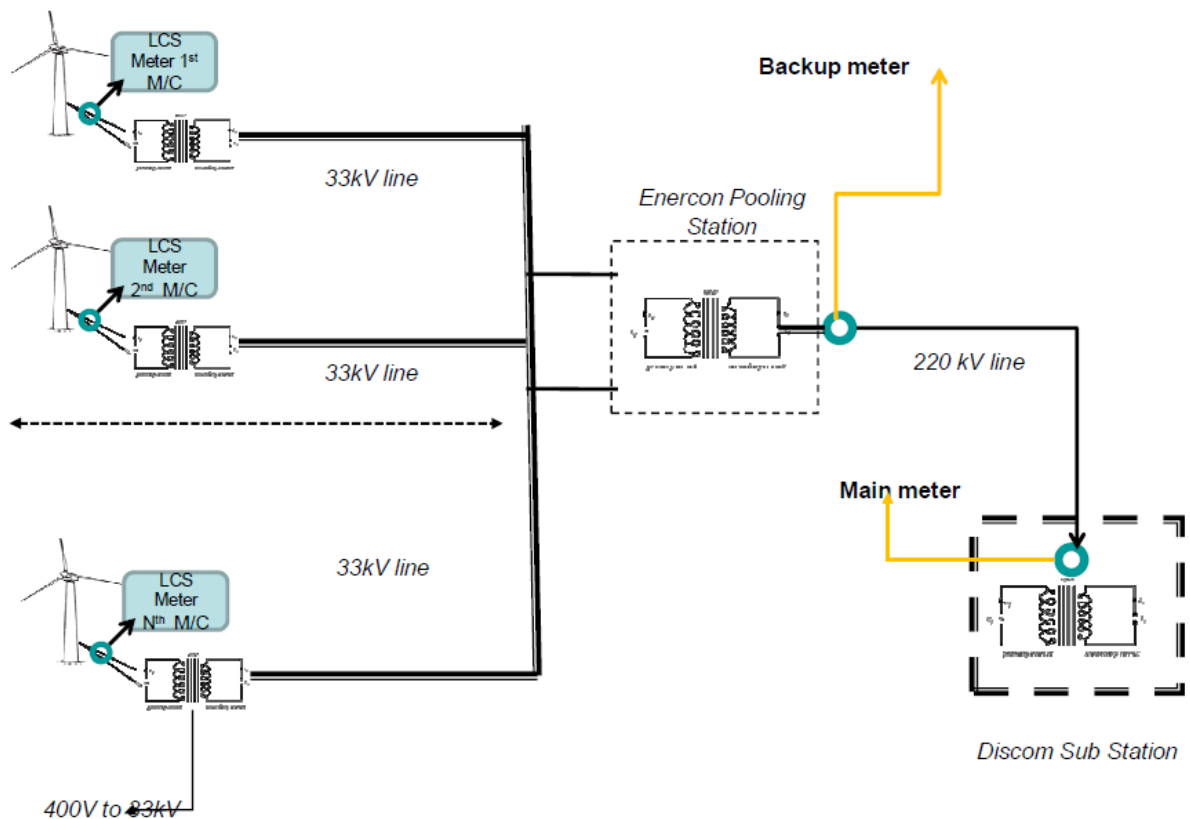 LCS
Meter 1st
M/C
Backup meter
33kV line
Enercon Pooling
Station
LCS
Meter
2nd M/C
33kV line
220 kV line
Main meter
33kV line
LCS
Meter
Nth M/C
Discom Sub Station
400V to 33kV